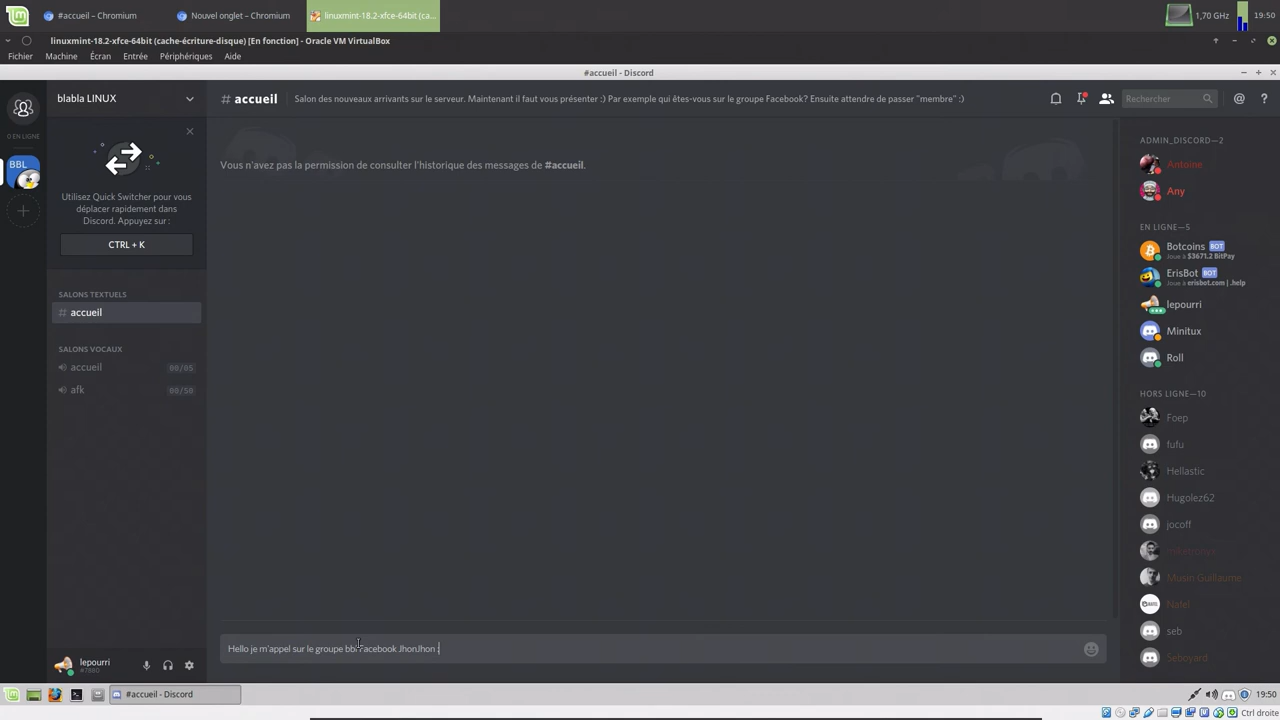 #accueil – Chromium
Nouvel onglet – Chromium
linuxmint-18.2-xfce-64bit (ca...
1,70 GHz
19:50
linuxmint-18.2-xfce-64bit (cache-écriture-disque) [En fonction] - Oracle VM VirtualBox
Fichier Machine Écran Entrée Périphériques Aide
#accueil - Discord
blabla LINUX
# accueil
Salon des nouveaux arrivants sur le serveur. Maintenant il faut vous présenter :) Par exemple qui êtes-vous sur le groupe Facebook? Ensuite attendre de passer "membre" :)
Rechercher
0 EN LIGNE
BBL
Utilisez Quick Switcher pour vous
déplacer rapidement dans
Discord. Appuyez sur :
CTRL + K
SALONS TEXTUELS
# accueil
SALONS VOCAUX
accueil 00/05
afk 00/50
Vous n'avez pas la permission de consulter l'historique des messages de #accueil.
Hello je m'appel sur le groupe bbl Facebook JhonJhon ;
lepourri
#7860
ADMIN_DISCORD—2
Antoine
Any
EN LIGNE—5
Botcoins BOT
Joue à $3671.2 BitPay
ErisBot BOT
Joue à erisbot.com | .help
lepourri
Minitux
Roll
HORS LIGNE—10
Foep
fufu
Hellastic
Hugolez62
jocoff
Musin Guillaume
Natel
seb
Seboyard
#accueil - Discord
19:50
Ctrl droite